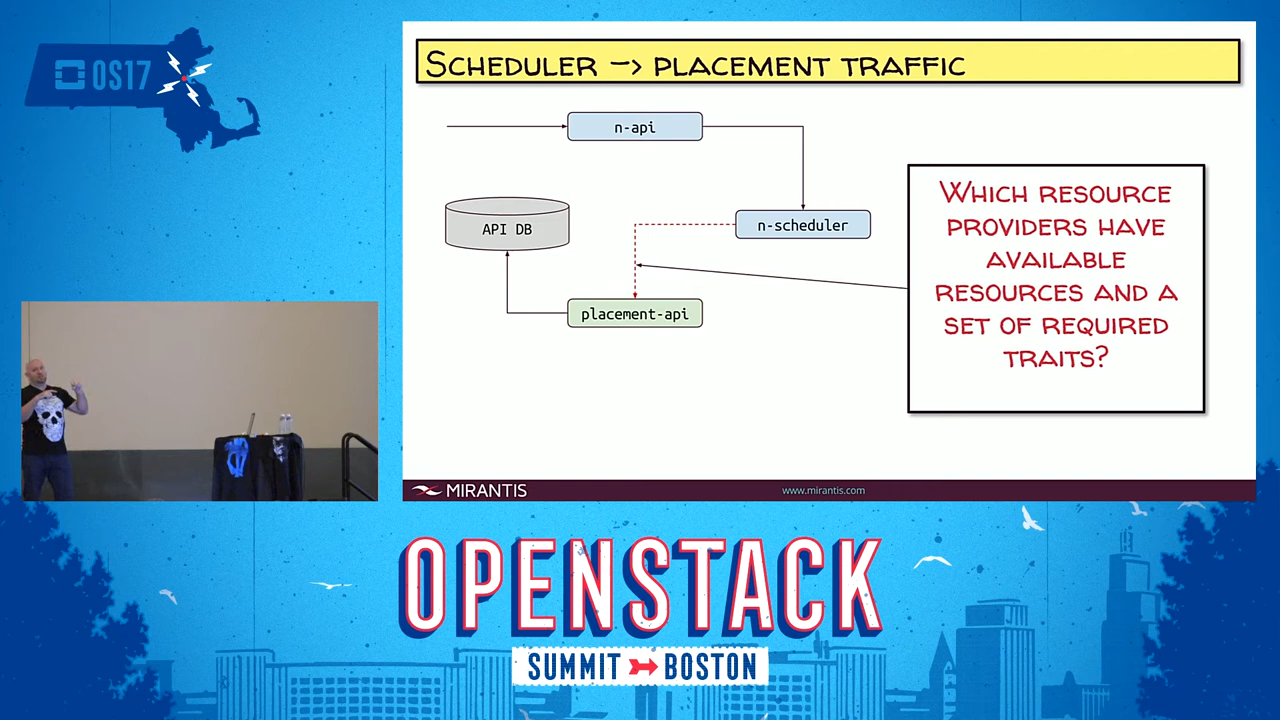 OS17
SCHEDULER -> PLACEMENT TRAFFIC
n-api
n-scheduler
API DB
placement-api
WHICH RESOURCE
PROVIDERS HAVE
AVAILABLE
RESOURCES AND A
SET OF REQUIRED
TRAITS?
MIRANTIS
www.mirantis.com
OPENSTACK
SUMMIT BOSTON